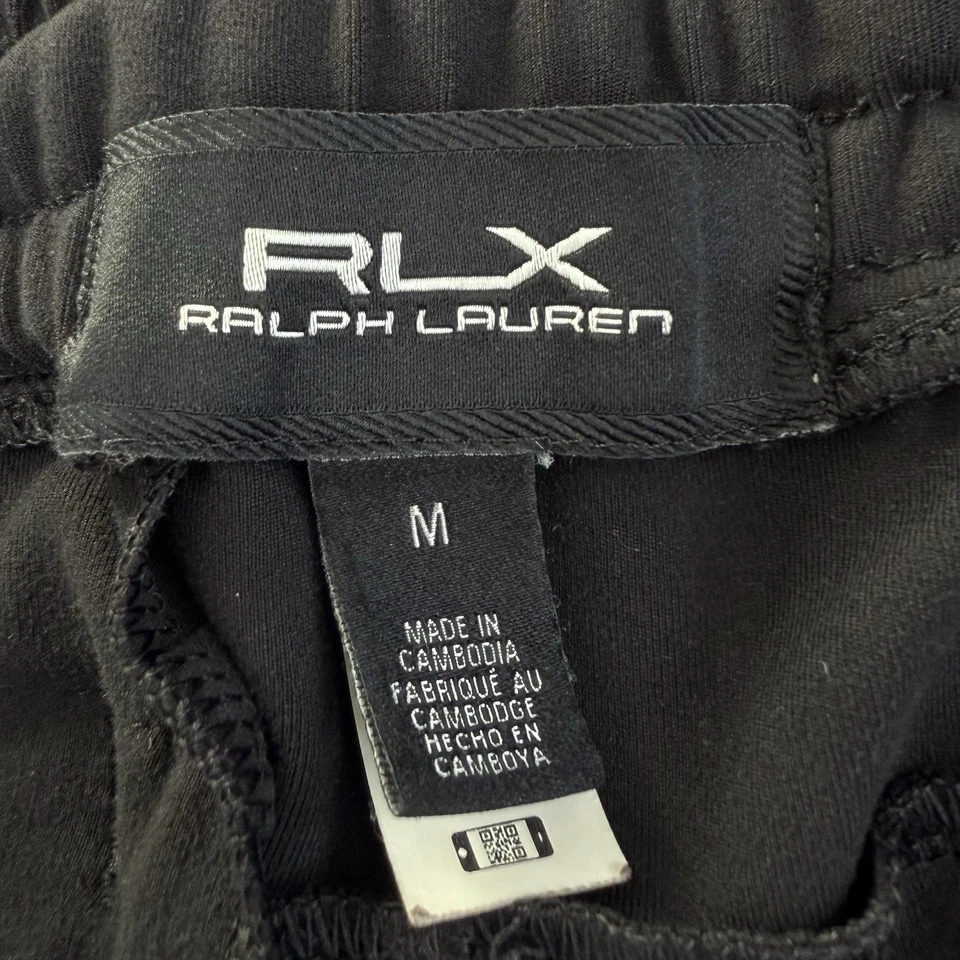 RLX
RALPH LAUREN
M
MADE IN
CAMBODIA
FABRIQUÉ AU
CAMBODGE
HECHO EN
CAMBOYA